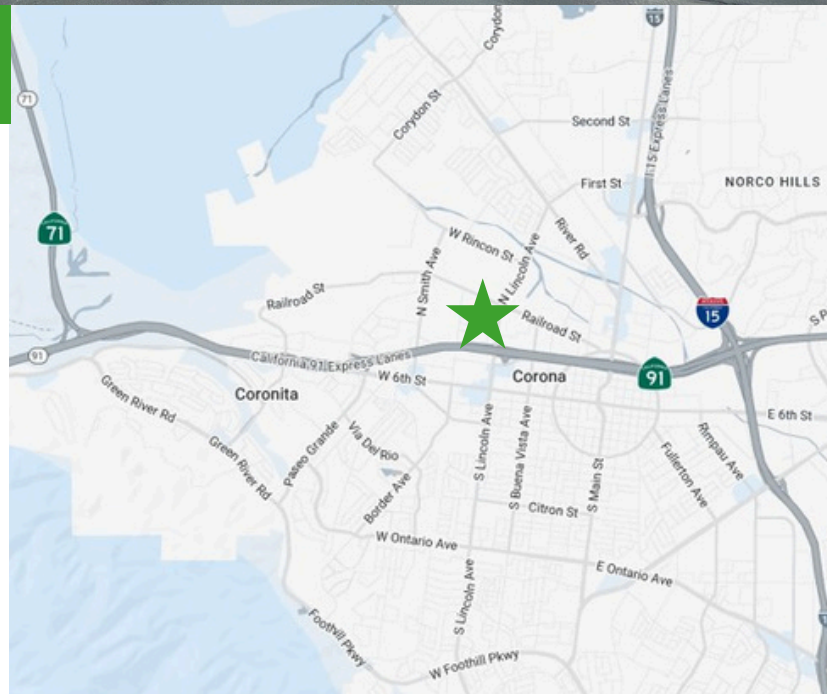 15
Corydon
71
Corydon St
Second St
I-15 Express Lanes
First St
NORCO HILLS
CALIFORNIA
71
W Rincon St
N Lincoln Ave
River Rd
N Smith Ave
Railroad St
Railroad St
15
91
California 91 Express Lanes
W 6th St
Corona
91
Coronita
Green River Rd
Green River Rd
Paseo Grande
Via Del Rio
Border Ave
S Lincoln Ave
S Buena Vista Ave
S Main St
Citron St
Fullerton Ave
Rimpau Ave
E 6th St
W Ontario Ave
E Ontario Ave
S Lincoln Ave
Foothill Pkwy
W Foothill Pkwy